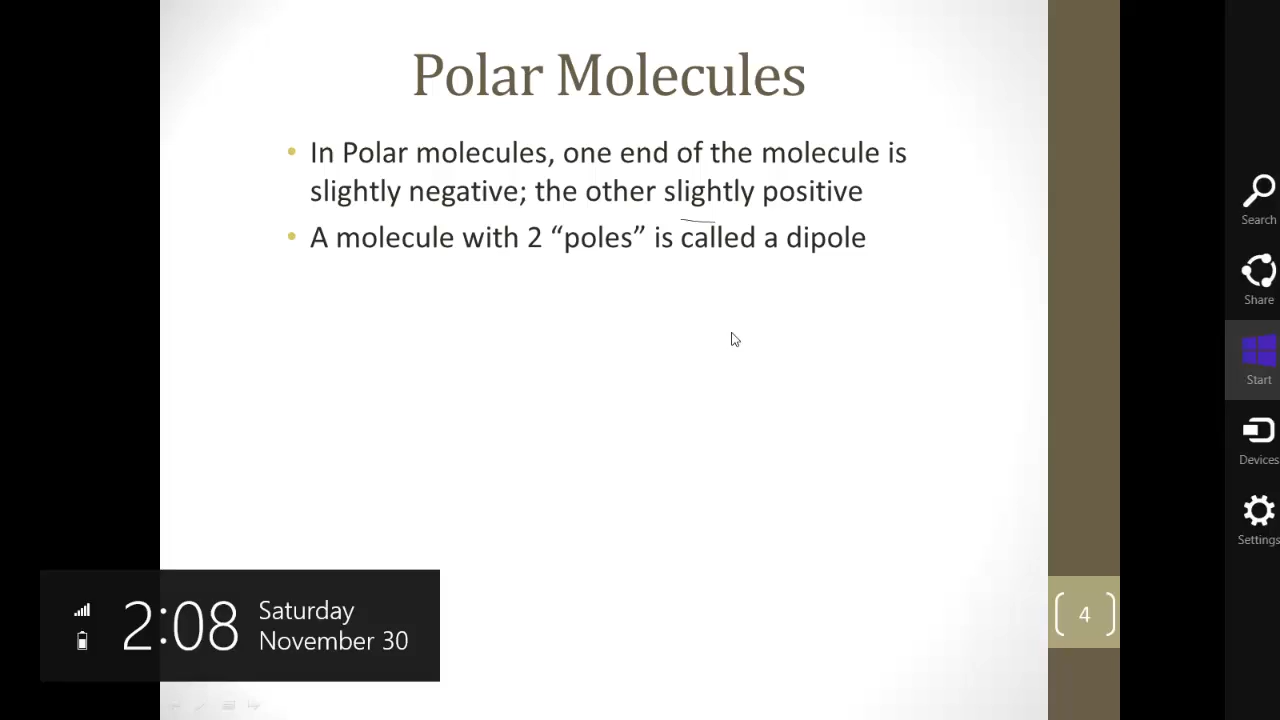 Polar Molecules
• In Polar molecules, one end of the molecule is
slightly negative; the other slightly positive
• A molecule with 2 “poles” is called a dipole
Search
Share
Start
Devices
Settings
4
2:08
Saturday
November 30